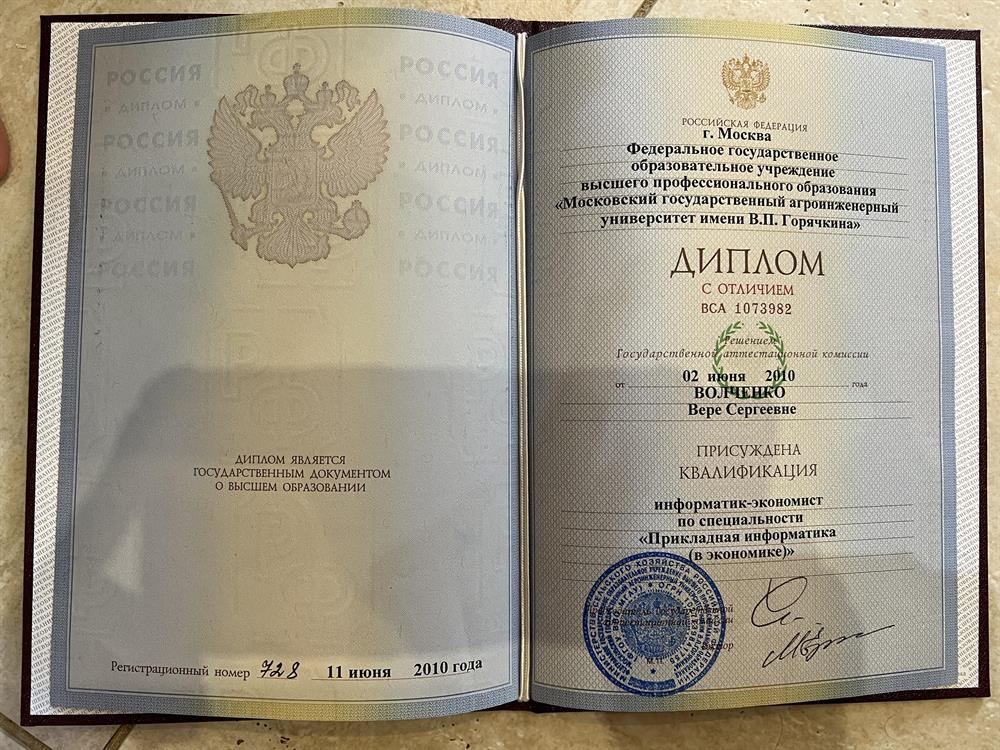 РОССИЯ
РОССИЯ
ДИПЛОМ
ДИПЛОМ
РОССИЯ
РОССИЯ
ДИПЛОМ
ДИПЛОМ
РОССИЯ
РОССИЯ
ДИПЛОМ
ДИПЛОМ
РОССИЯ
РОССИЯ
ДИПЛОМ ЯВЛЯЕТСЯ
ГОСУДАРСТВЕННЫМ ДОКУМЕНТОМ
О ВЫСШЕМ ОБРАЗОВАНИИ
Регистрационный номер 728 11 июня 2010 года
РОССИЙСКАЯ ФЕДЕРАЦИЯ
г. Москва
Федеральное государственное
образовательное учреждение
высшего профессионального образования
«Московский государственный агроинженерный
университет имени В.П. Горячкина»
ДИПЛОМ
С ОТЛИЧИЕМ
ВСА 1073982
Решением
Государственной аттестационной комиссии
от 02 июня 2010 года
ВОЛЧЕНКО
Вере Сергеевне
ПРИСУЖДЕНА
КВАЛИФИКАЦИЯ
информатик-экономист
по специальности
«Прикладная информатика
(в экономике)»